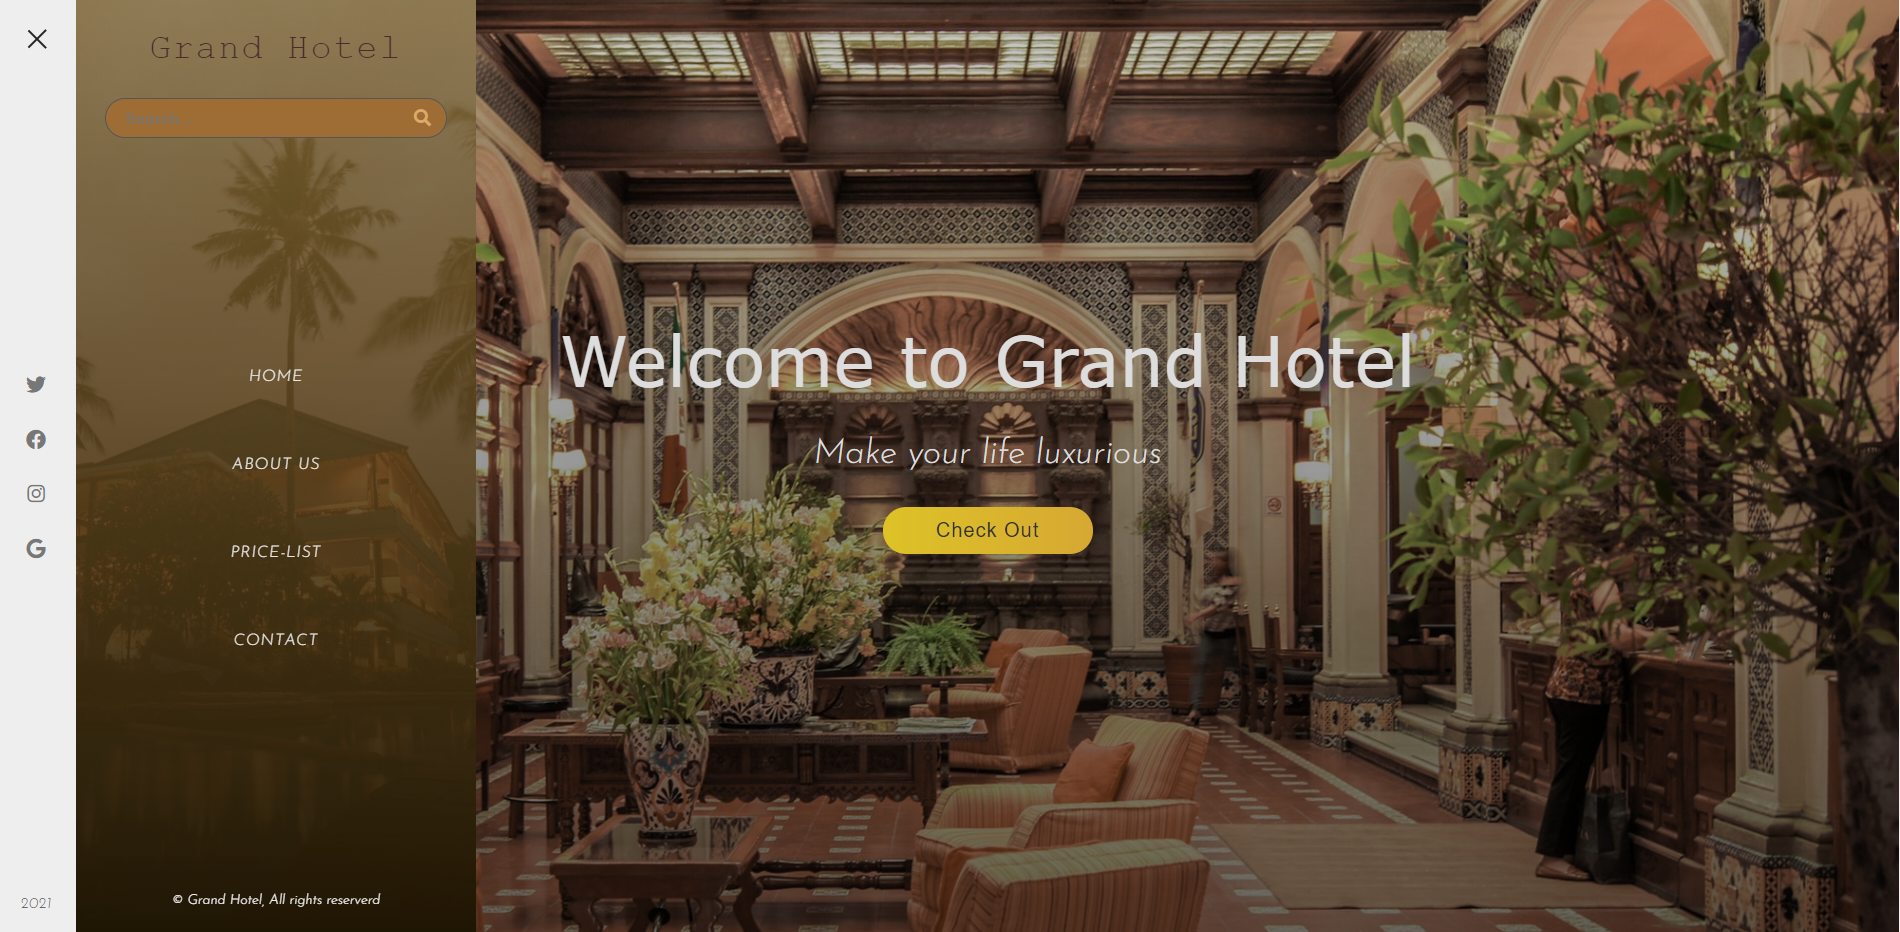 Grand Hotel
HOME
ABOUT US
PRICE-LIST
CONTACT
© Grand Hotel, All rights reserverd
2021
Welcome to Grand Hotel
Make your life luxurious
Check Out